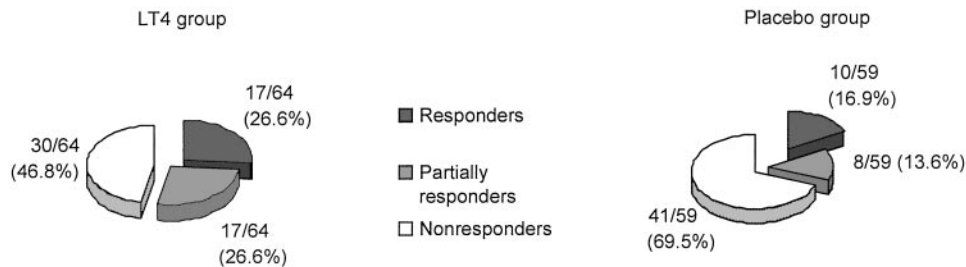 LT4 group
17/64
(26.6%)
30/64
(46.8%)
17/64
(26.6%)
Responders
Partially
responders
Nonresponders
Placebo group
10/59
(16.9%)
8/59 (13.6%)
41/59
(69.5%)